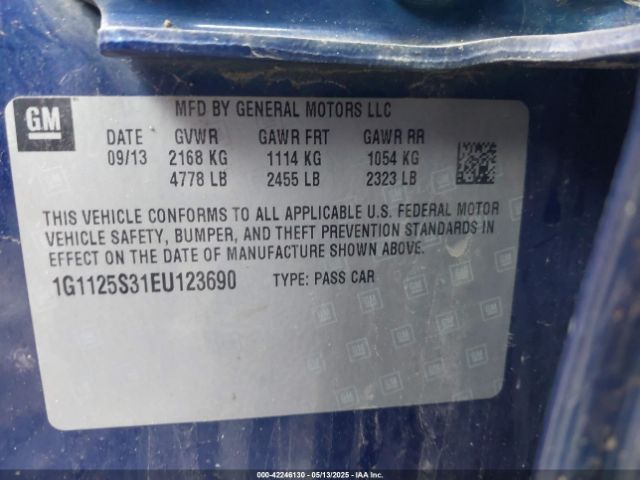 GM
MFD BY GENERAL MOTORS LLC
DATE GVWR GAWR FRT GAWR RR
09/13 2168 KG 1114 KG 1054 KG
4778 LB 2455 LB 2323 LB
THIS VEHICLE CONFORMS TO ALL APPLICABLE U.S. FEDERAL MOTOR
VEHICLE SAFETY, BUMPER, AND THEFT PREVENTION STANDARDS IN
EFFECT ON THE DATE OF MANUFACTURE SHOWN ABOVE.
1G1125S31EU123690 TYPE: PASS CAR
000-42246130 - 05/13/2025 - IAA Inc.